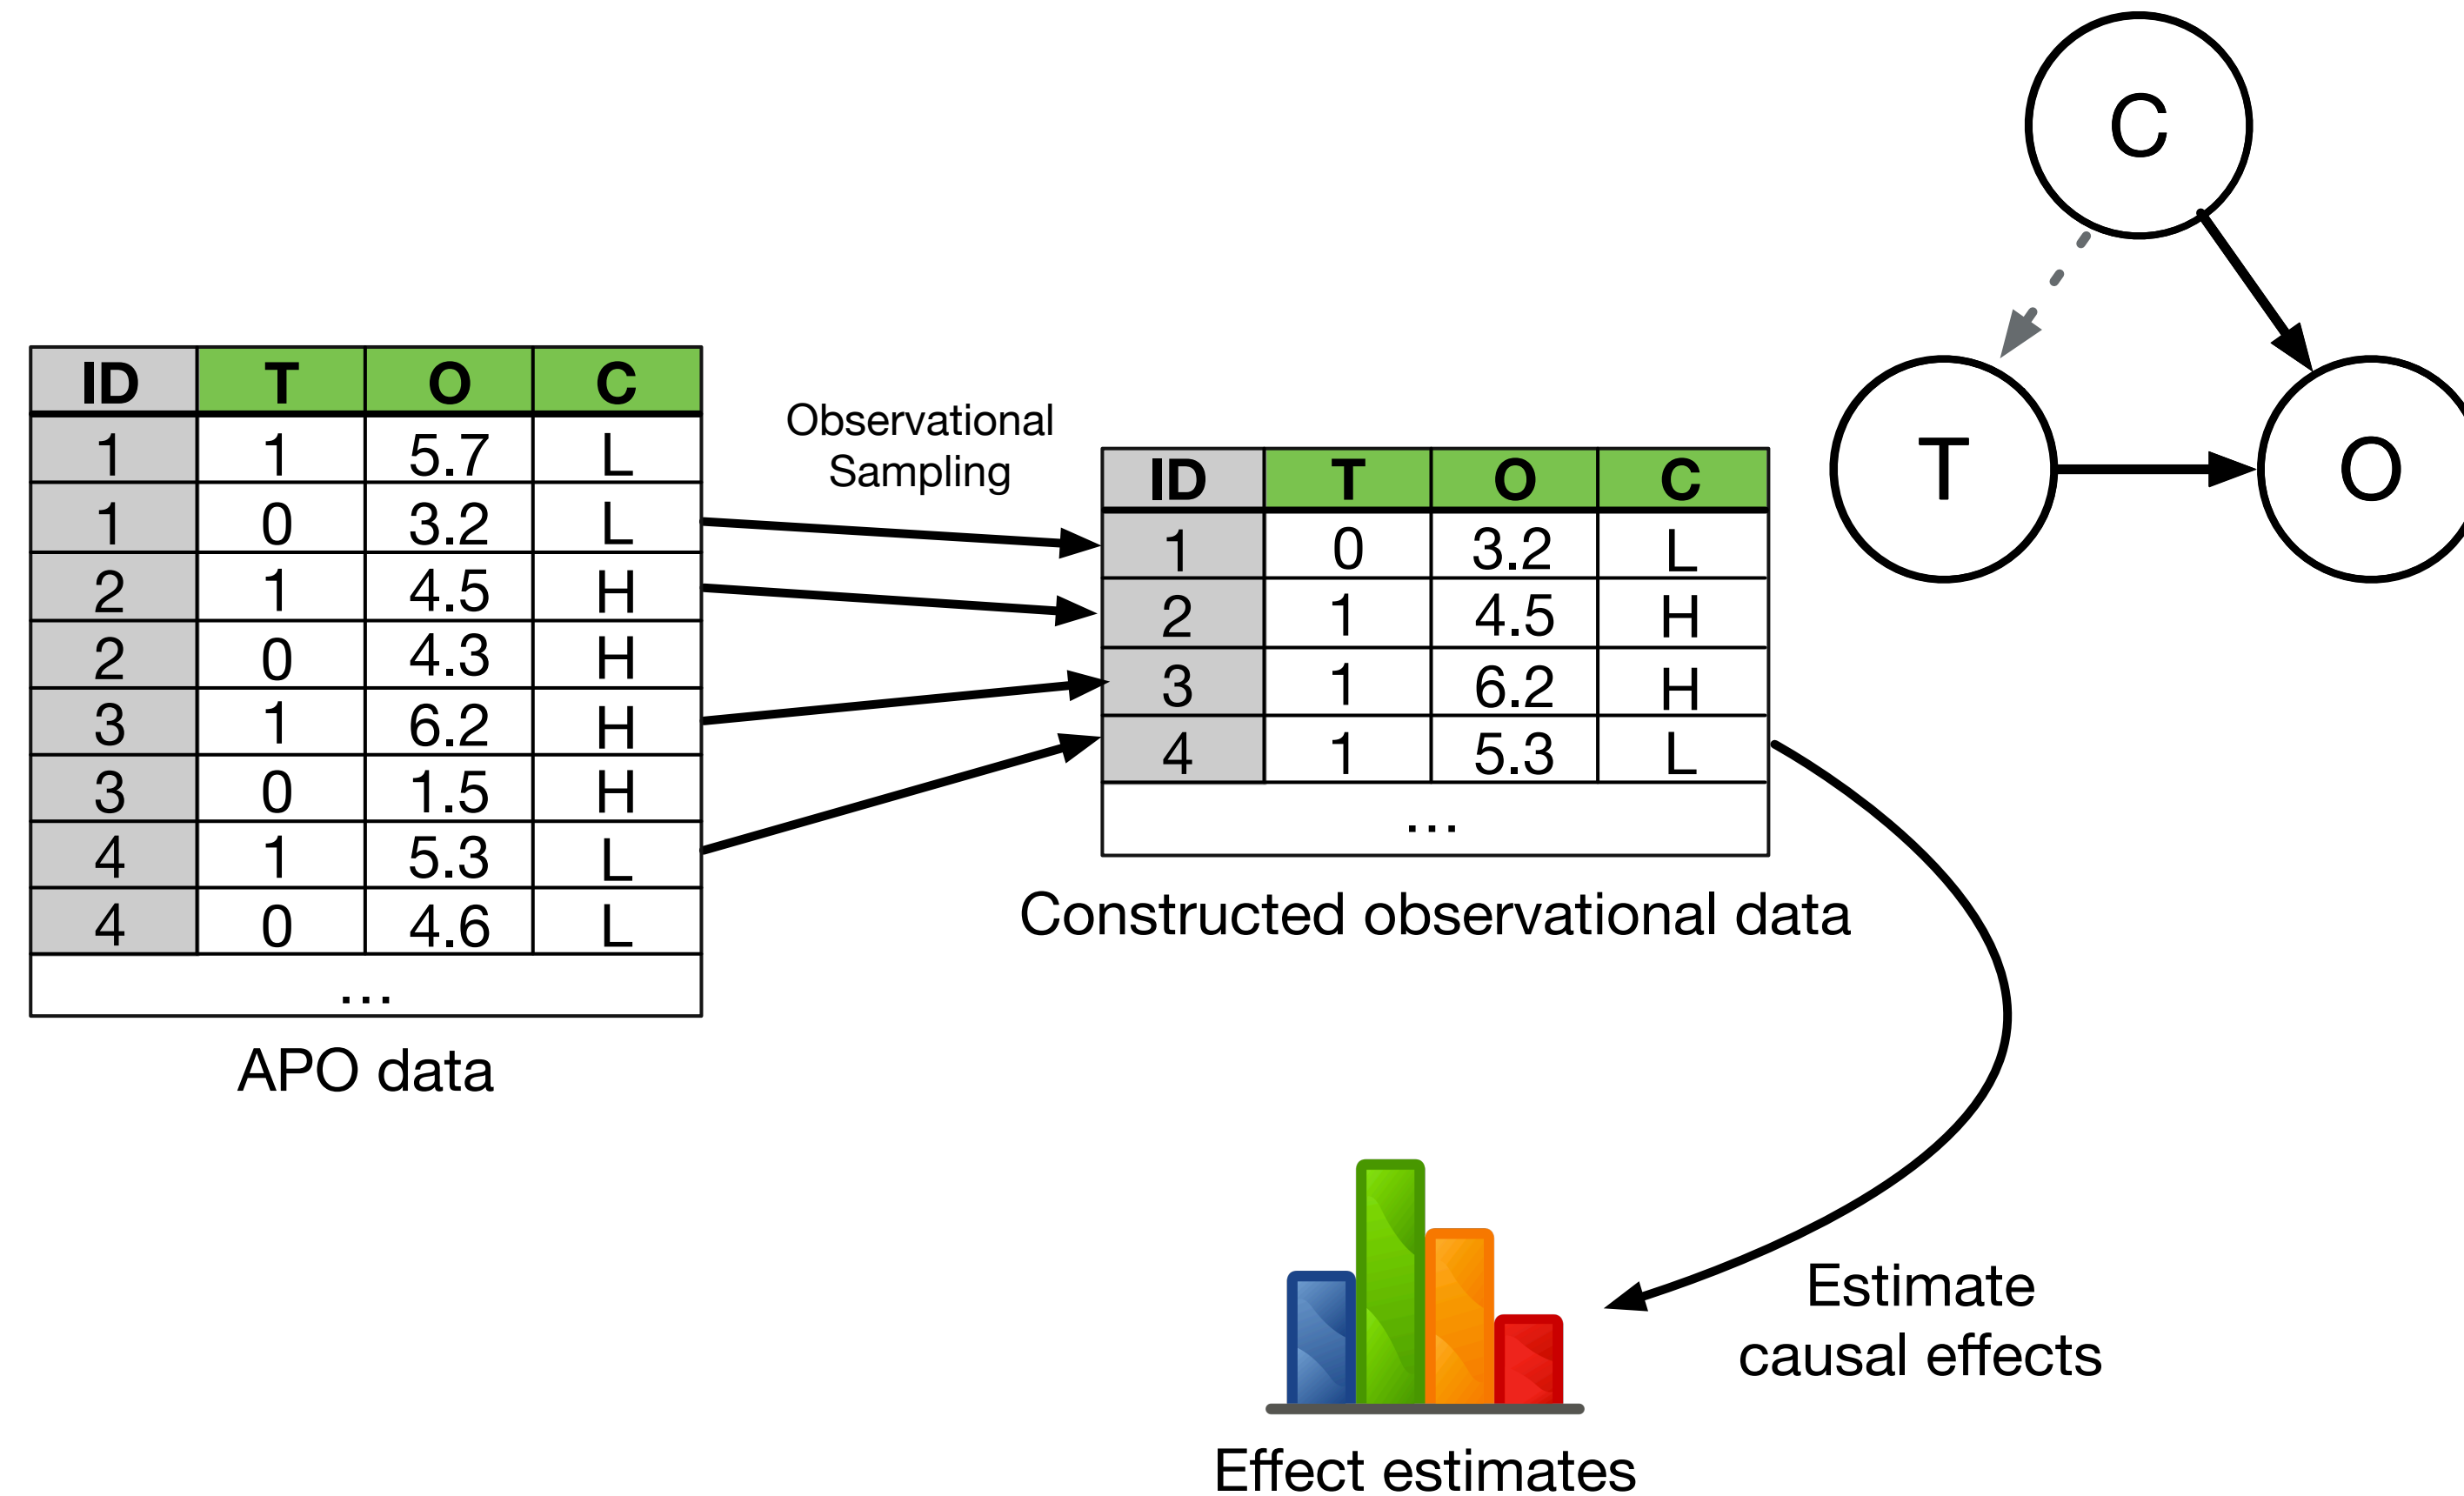 C
T
O
ID T O C
1 1 5.7 L
1 0 3.2 L
2 1 4.5 H
2 0 4.3 H
3 1 6.2 H
3 0 1.5 H
4 1 5.3 L
4 0 4.6 L
...
APO data
Observational
Sampling
ID T O C
1 0 3.2 L
2 1 4.5 H
3 1 6.2 H
4 1 5.3 L
...
Constructed observational data
Estimate
causal effects
Effect estimates